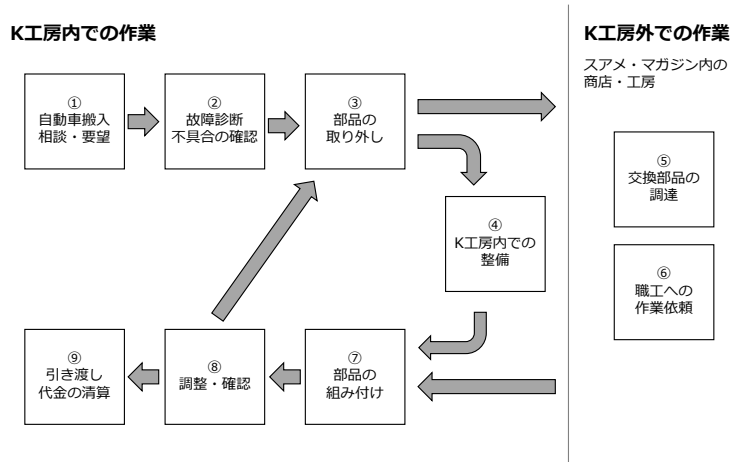 K工房内での作業
K工房外での作業
スアメ・マガジン内の
商店・工房
①
自動車搬入
相談・要望
②
故障診断
不具合の確認
③
部品の
取り外し
④
K工房内での
整備
⑤
交換部品の
調達
⑥
職工への
作業依頼
⑦
部品の
組み付け
⑧
調整・確認
⑨
引き渡し
代金の清算